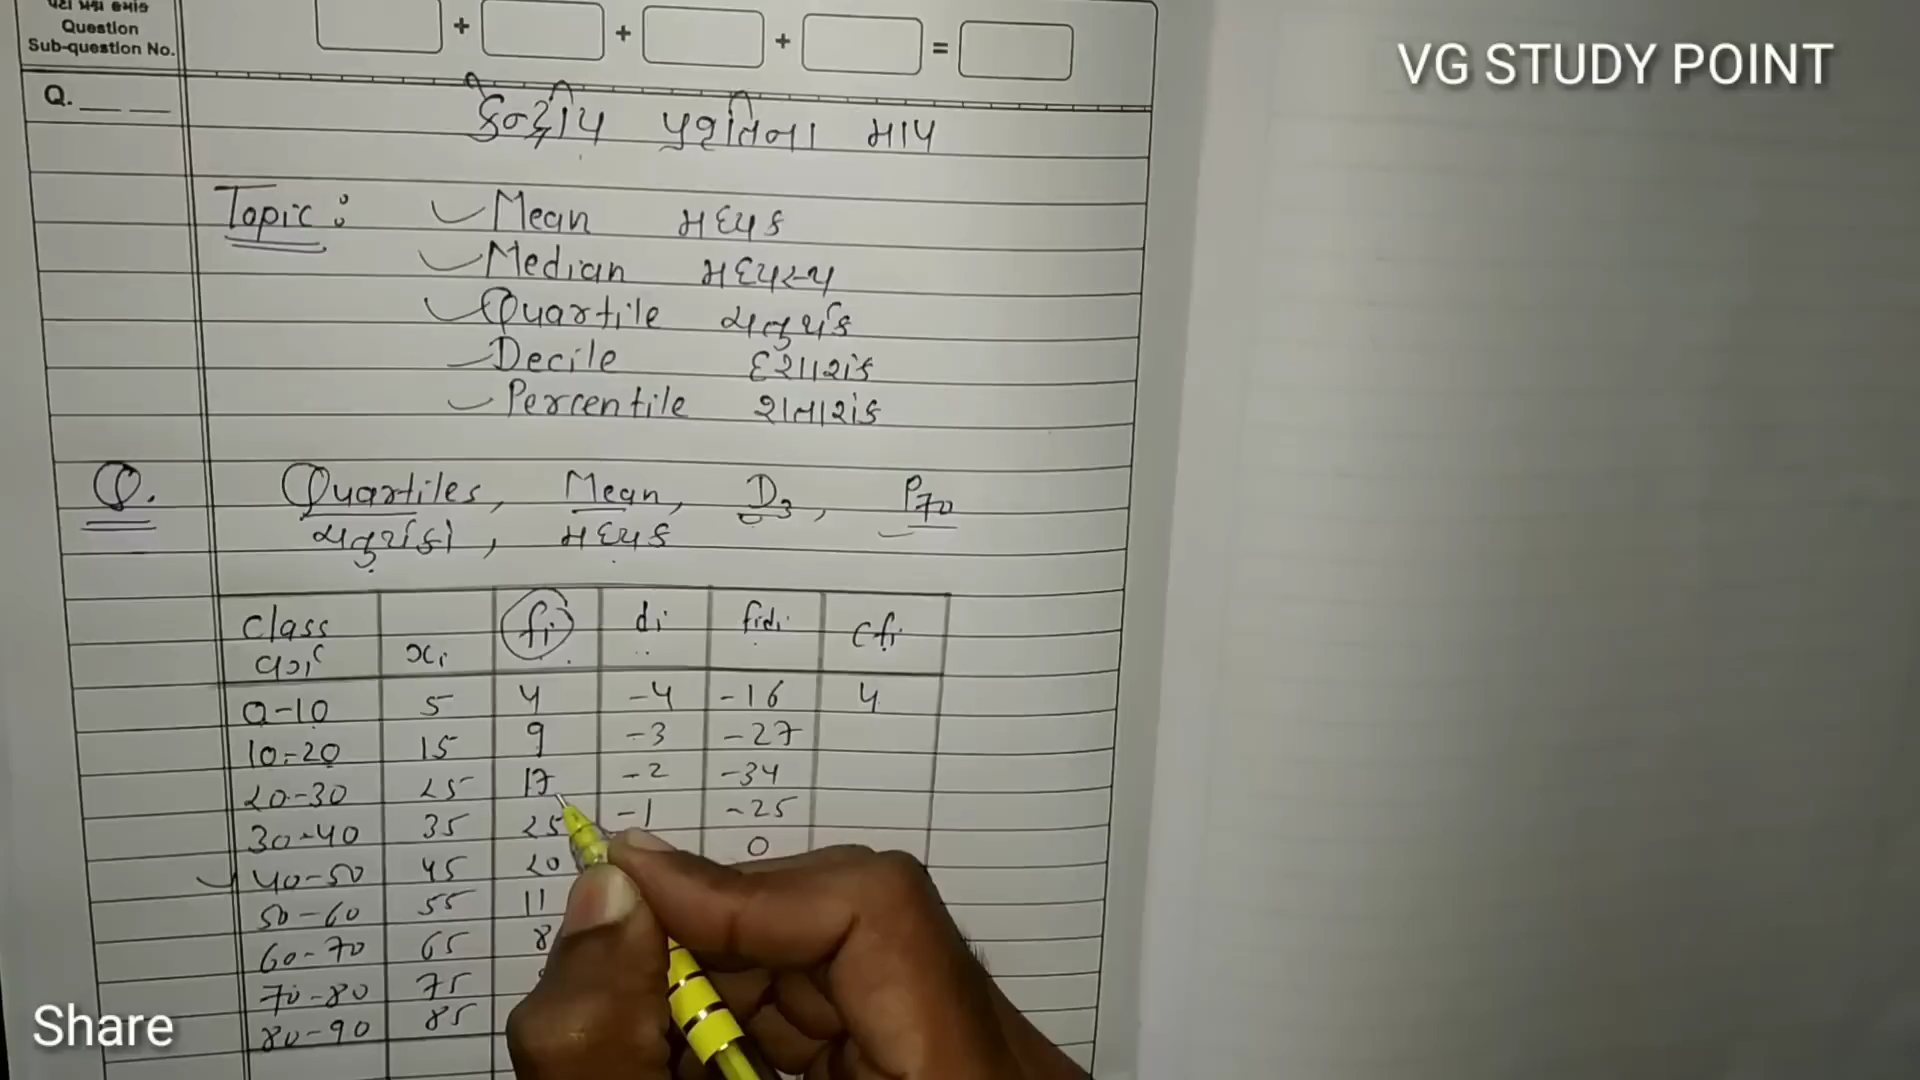 પેટા પ્રશ્ન ક્રમાંક
Question
Sub-question No.
+ + + =
VG STUDY POINT
Q. __ __
કેન્દ્રીય પ્રવૃત્તિના માપ
Topic :
Mean મધ્યક
Median મધ્યસ્થ
Quartile ચતુર્થક
Decile દશાંશક
Percentile શતાંશક
Q. Quartiles, Mean, D3, P70
, મધ્યક
Class xi fi di fidi cfi
વર્ગ
0-10 5 4 -4 -16 4
10-20 15 9 -3 -27
20-30 25 17 -2 -34
30-40 35 25 -1 -25
40-50 45 20 0
50-60 55 11
60-70 65 8
70-80 75
80-90 85
Share